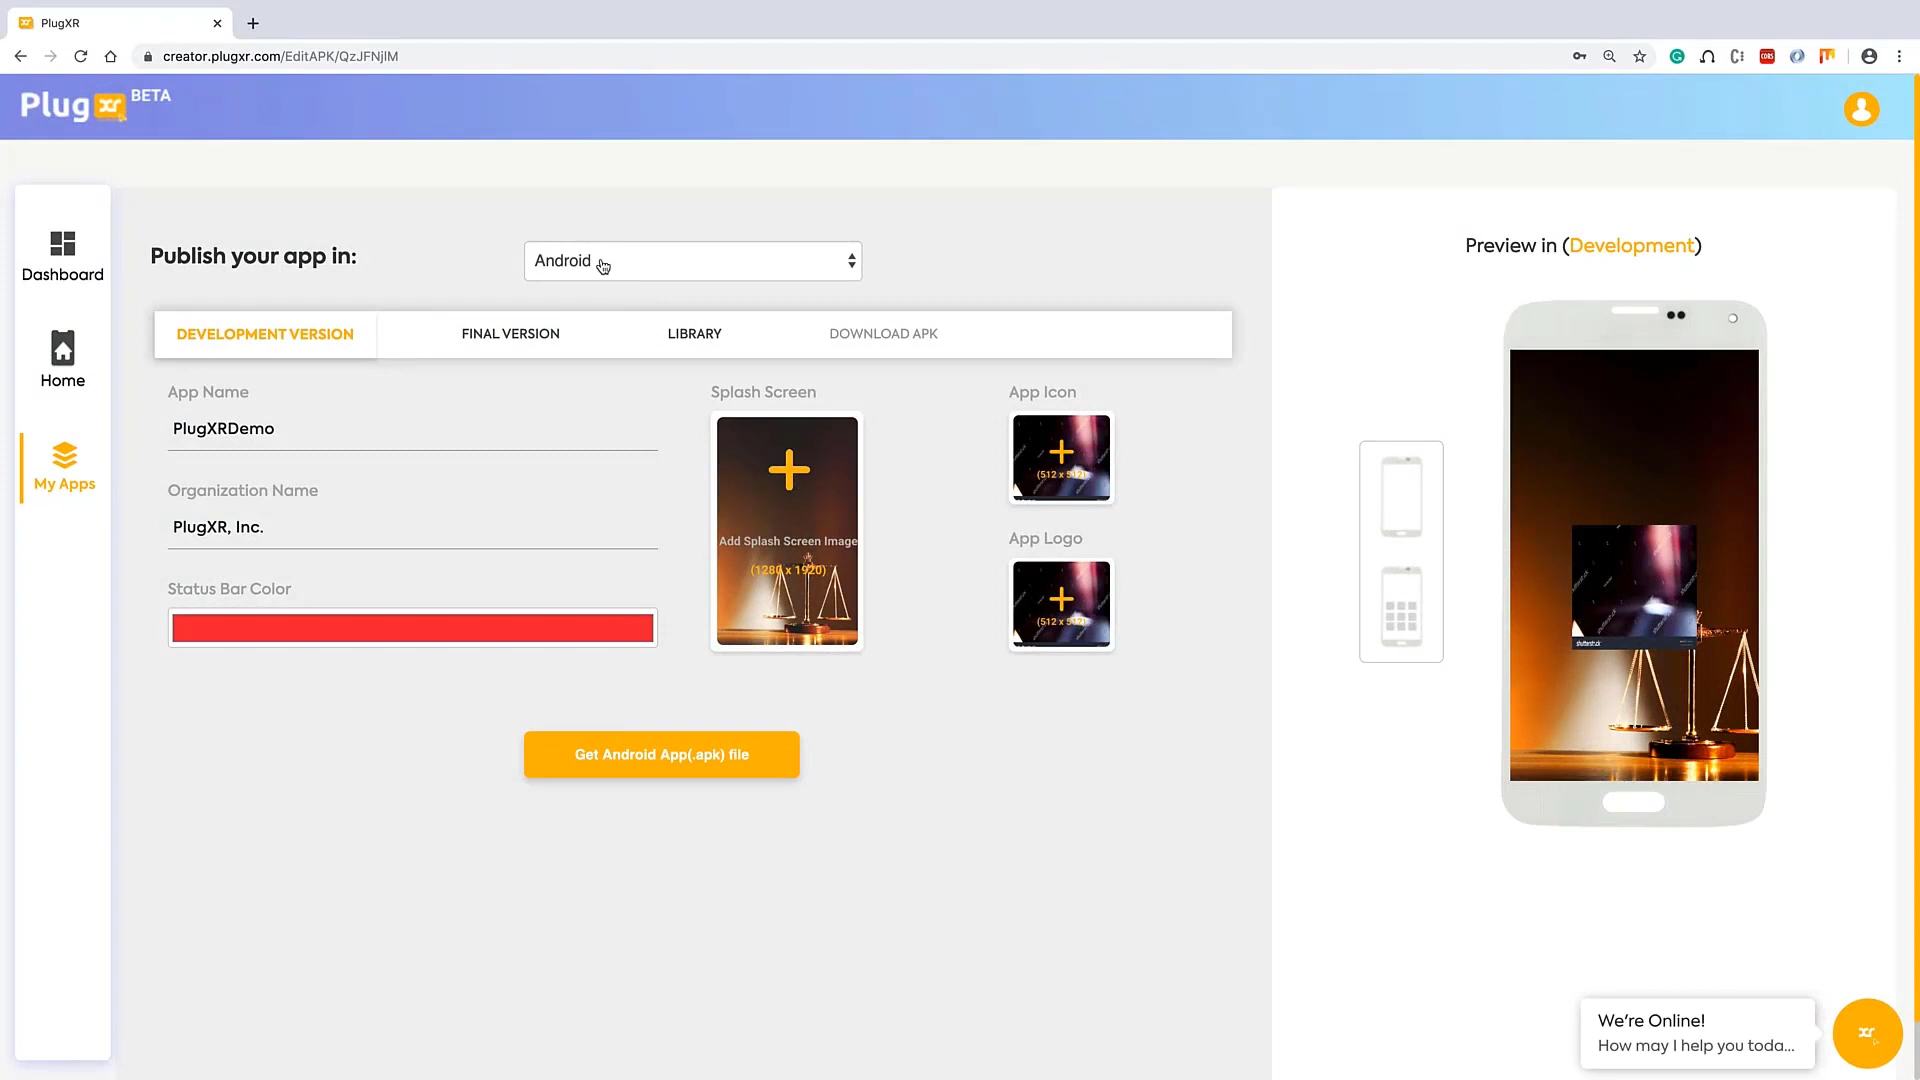 PlugXR
creator.plugxr.com/EditAPK/QzJFNjlM
Plug xr BETA
Dashboard
Home
My Apps
Publish your app in:
Android
DEVELOPMENT VERSION
FINAL VERSION
LIBRARY
DOWNLOAD APK
App Name
PlugXRDemo
Organization Name
PlugXR, Inc.
Status Bar Color
Splash Screen
Add Splash Screen Image
(1280 x 1920)
App Icon
(512 x 512)
App Logo
(512 x 512)
Get Android App(.apk) file
Preview in (Development)
shutterstock
We're Online!
How may I help you toda...
xr